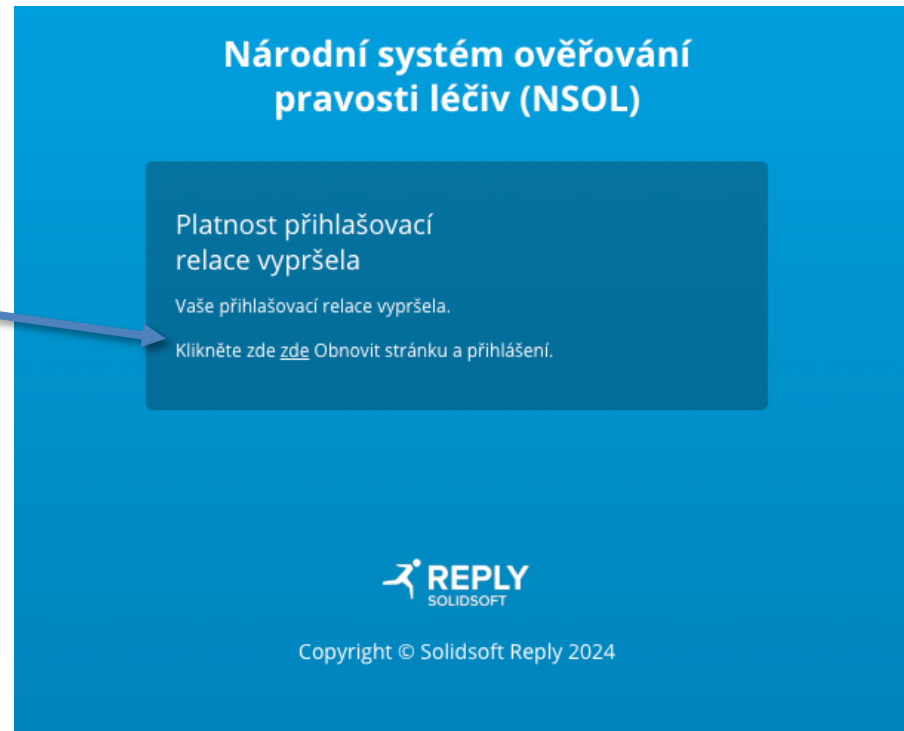 Národní systém ověřování
pravosti léčiv (NSOL)
Platnost přihlašovací
relace vypršela
Vaše přihlašovací relace vypršela.
Klikněte zde zde Obnovit stránku a přihlášení.
REPLY
SOLIDSOFT
Copyright © Solidsoft Reply 2024